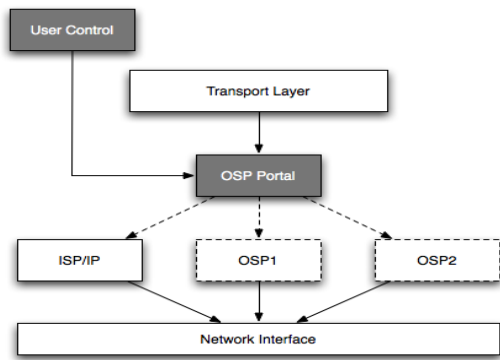 User Control
Transport Layer
OSP Portal
ISP/IP
OSP1
OSP2
Network Interface